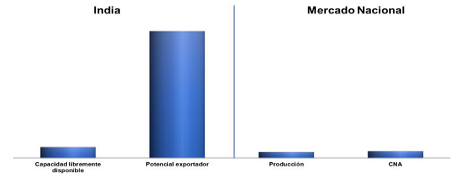 India
Mercado Nacional
Capacidad libremente
disponible
Potencial exportador
Producción
CNA